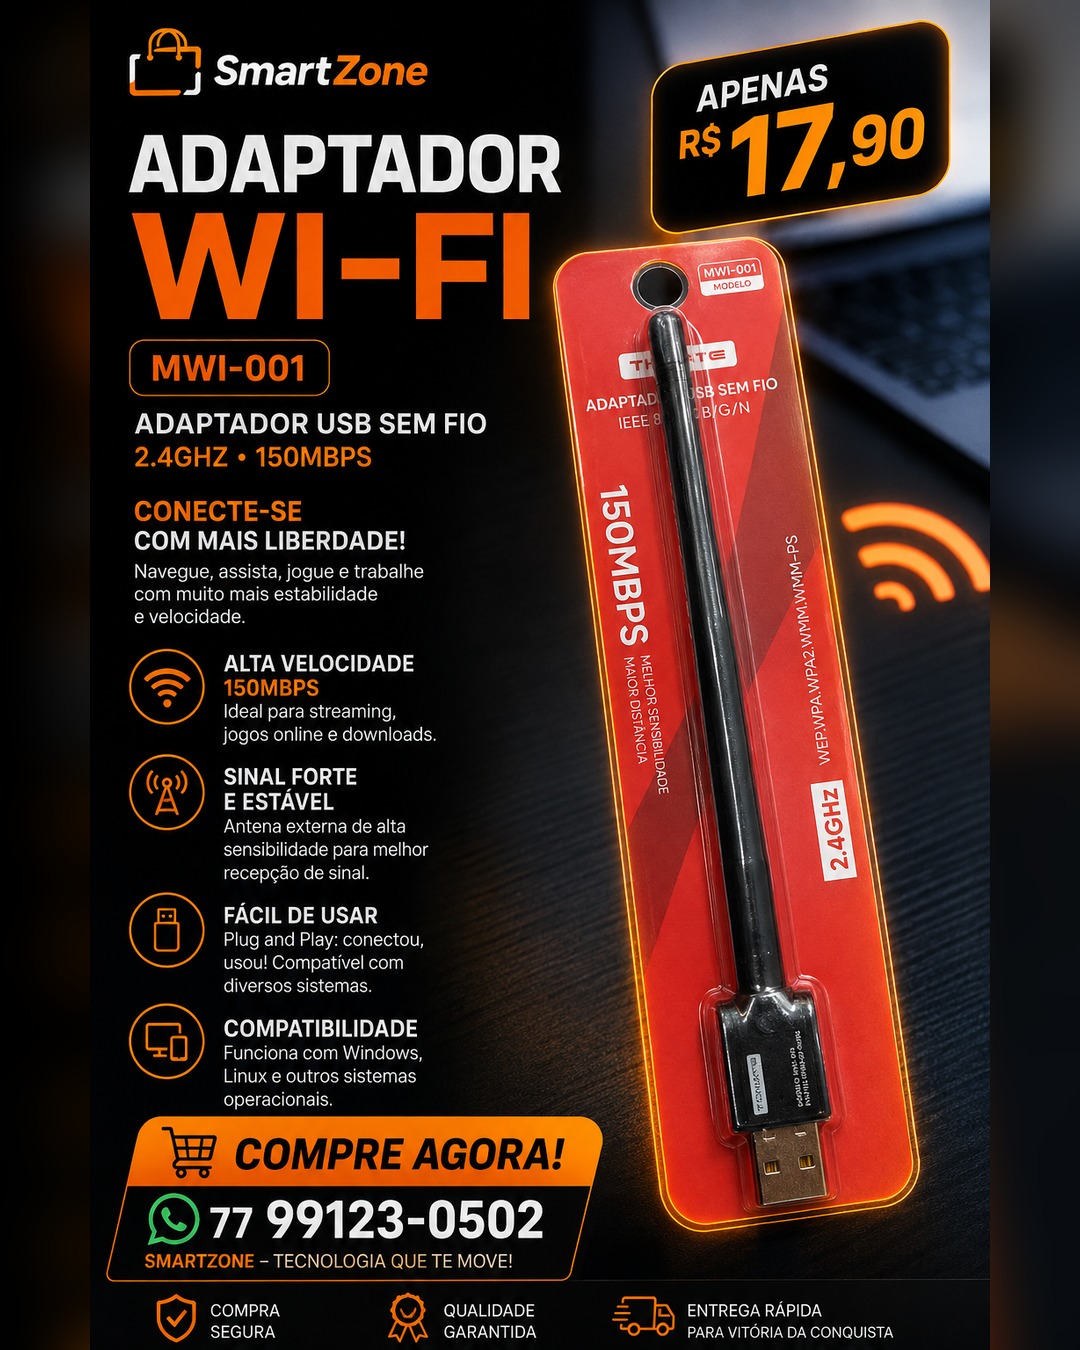 SmartZone
APENAS
R$ 17,90
ADAPTADOR
WI-FI
MWI-001
ADAPTADOR USB SEM FIO
2.4GHZ • 150MBPS
CONECTE-SE
COM MAIS LIBERDADE!
Navegue, assista, jogue e trabalhe
com muito mais estabilidade
e velocidade.
ALTA VELOCIDADE
150MBPS
Ideal para streaming,
jogos online e downloads.
SINAL FORTE
E ESTÁVEL
Antena externa de alta
sensibilidade para melhor
recepção de sinal.
FÁCIL DE USAR
Plug and Play: conectou,
usou! Compatível com
diversos sistemas.
COMPATIBILIDADE
Funciona com Windows,
Linux e outros sistemas
operacionais.
MWI-001
MODELO
USB SEM FIO
IEEE B/G/N
150MBPS
MELHOR SENSIBILIDADE
MAIOR DISTÂNCIA
WEP.WPA.WPA2.WMM.WMM-PS
2.4GHz
COMPRE AGORA!
77 99123-0502
SMARTZONE – TECNOLOGIA QUE TE MOVE!
COMPRA
SEGURA
QUALIDADE
GARANTIDA
ENTREGA RÁPIDA
PARA VITÓRIA DA CONQUISTA